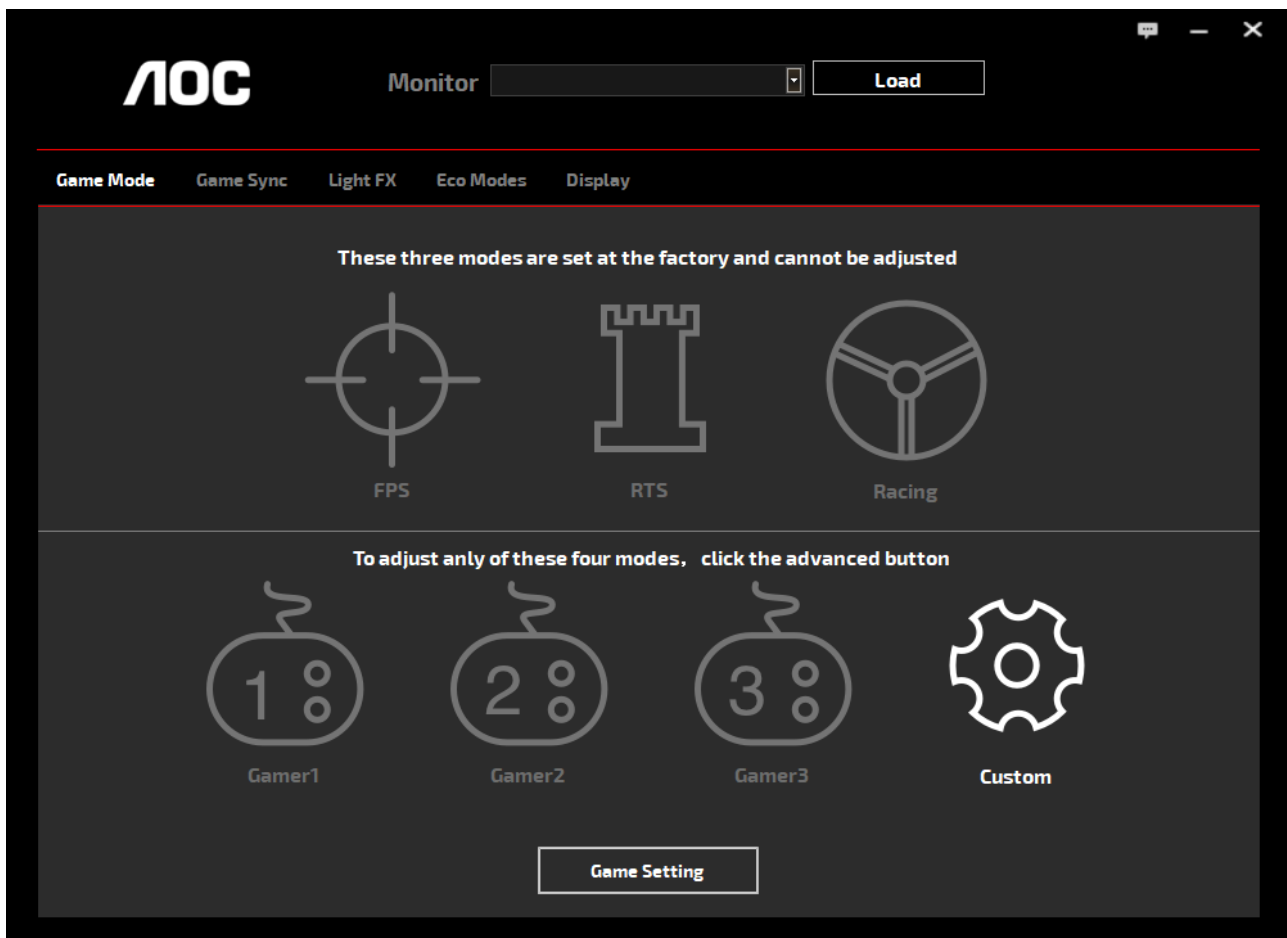 AOC
Monitor
Load
Game Mode Game Sync Light FX Eco Modes Display
These three modes are set at the factory and cannot be adjusted
FPS RTS Racing
To adjust anly of these four modes, click the advanced button
1 2 3
Gamer1 Gamer2 Gamer3 Custom
Game Setting